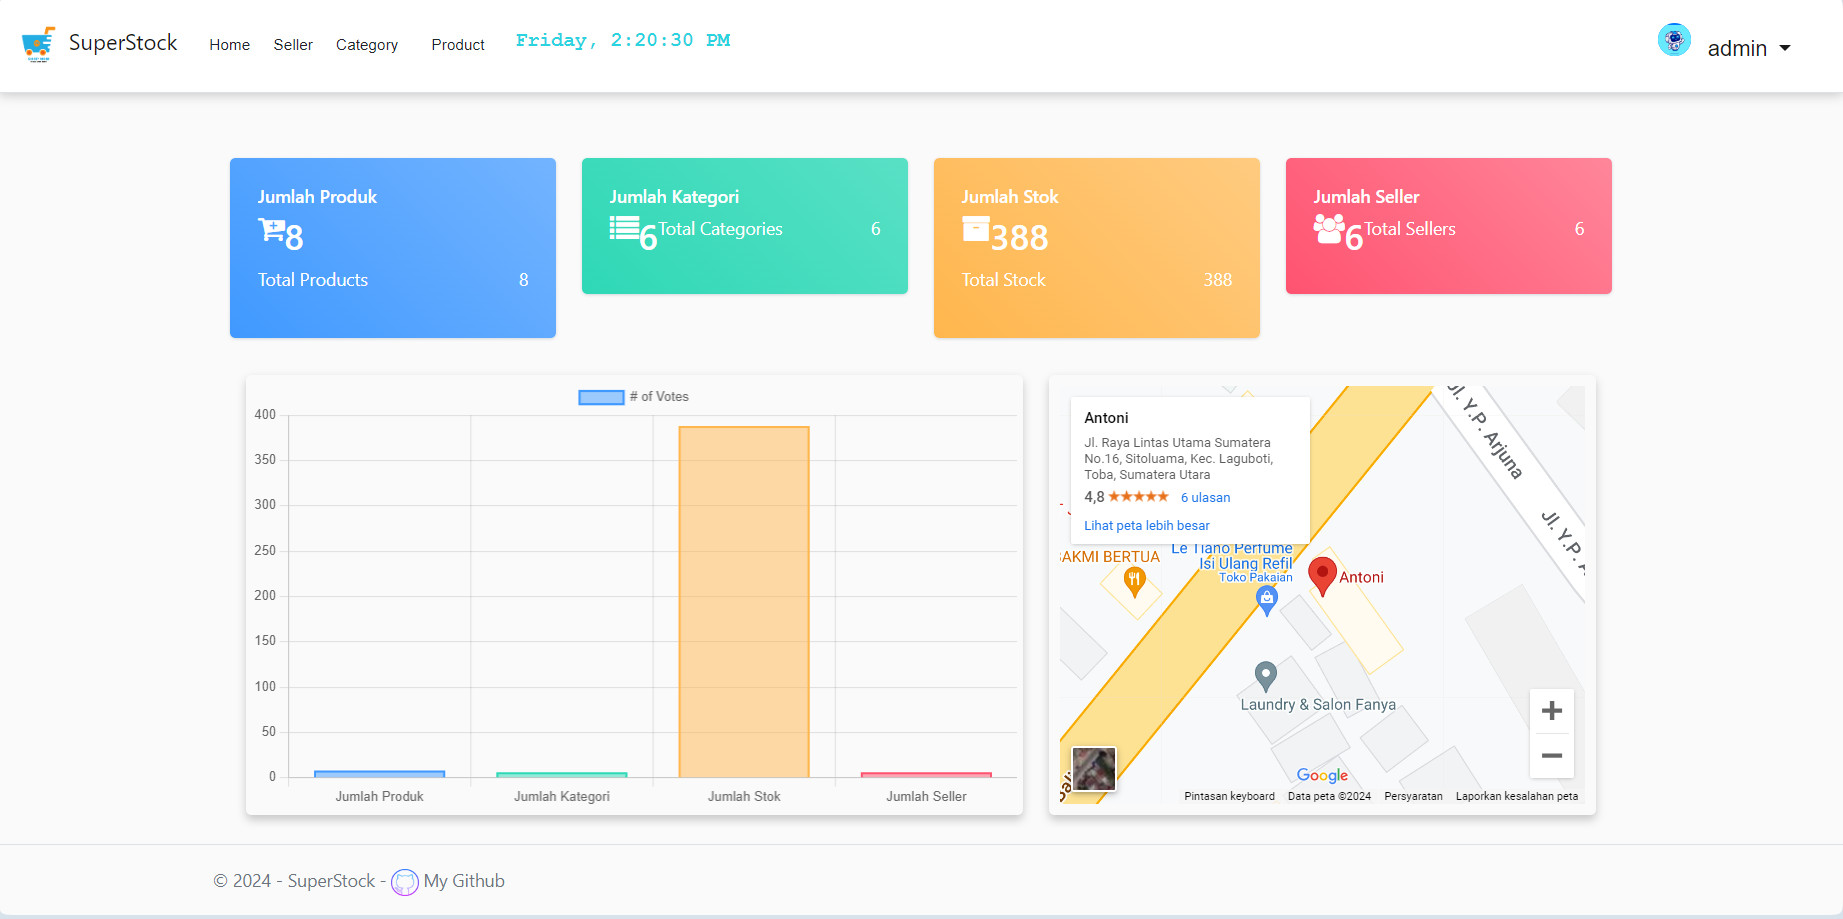 SuperStock
Home
Seller
Category
Product
Friday, 2:20:30 PM
admin
Jumlah Produk
8
Total Products 8
Jumlah Kategori
6
Total Categories 6
Jumlah Stok
388
Total Stock 388
Jumlah Seller
6
Total Sellers 6
# of Votes
400
350
300
250
200
150
100
50
0
Jumlah Produk
Jumlah Kategori
Jumlah Stok
Jumlah Seller
Antoni
Jl. Raya Lintas Utama Sumatera
No.16, Sitoluama, Kec. Laguboti,
Toba, Sumatera Utara
4,8 ★★★★★ 6 ulasan
Lihat peta lebih besar
Jl. Y.P. Arjuna
Jl. Y.P. A
AKMI BERTUA
Le Tiano Perfume
Isi Ulang Refil
Toko Pakaian
Antoni
Laundry & Salon Fanya
+
−
Google
Pintasan keyboard
Data peta ©2024
Persyaratan
Laporkan kesalahan peta
© 2024 - SuperStock - My Github